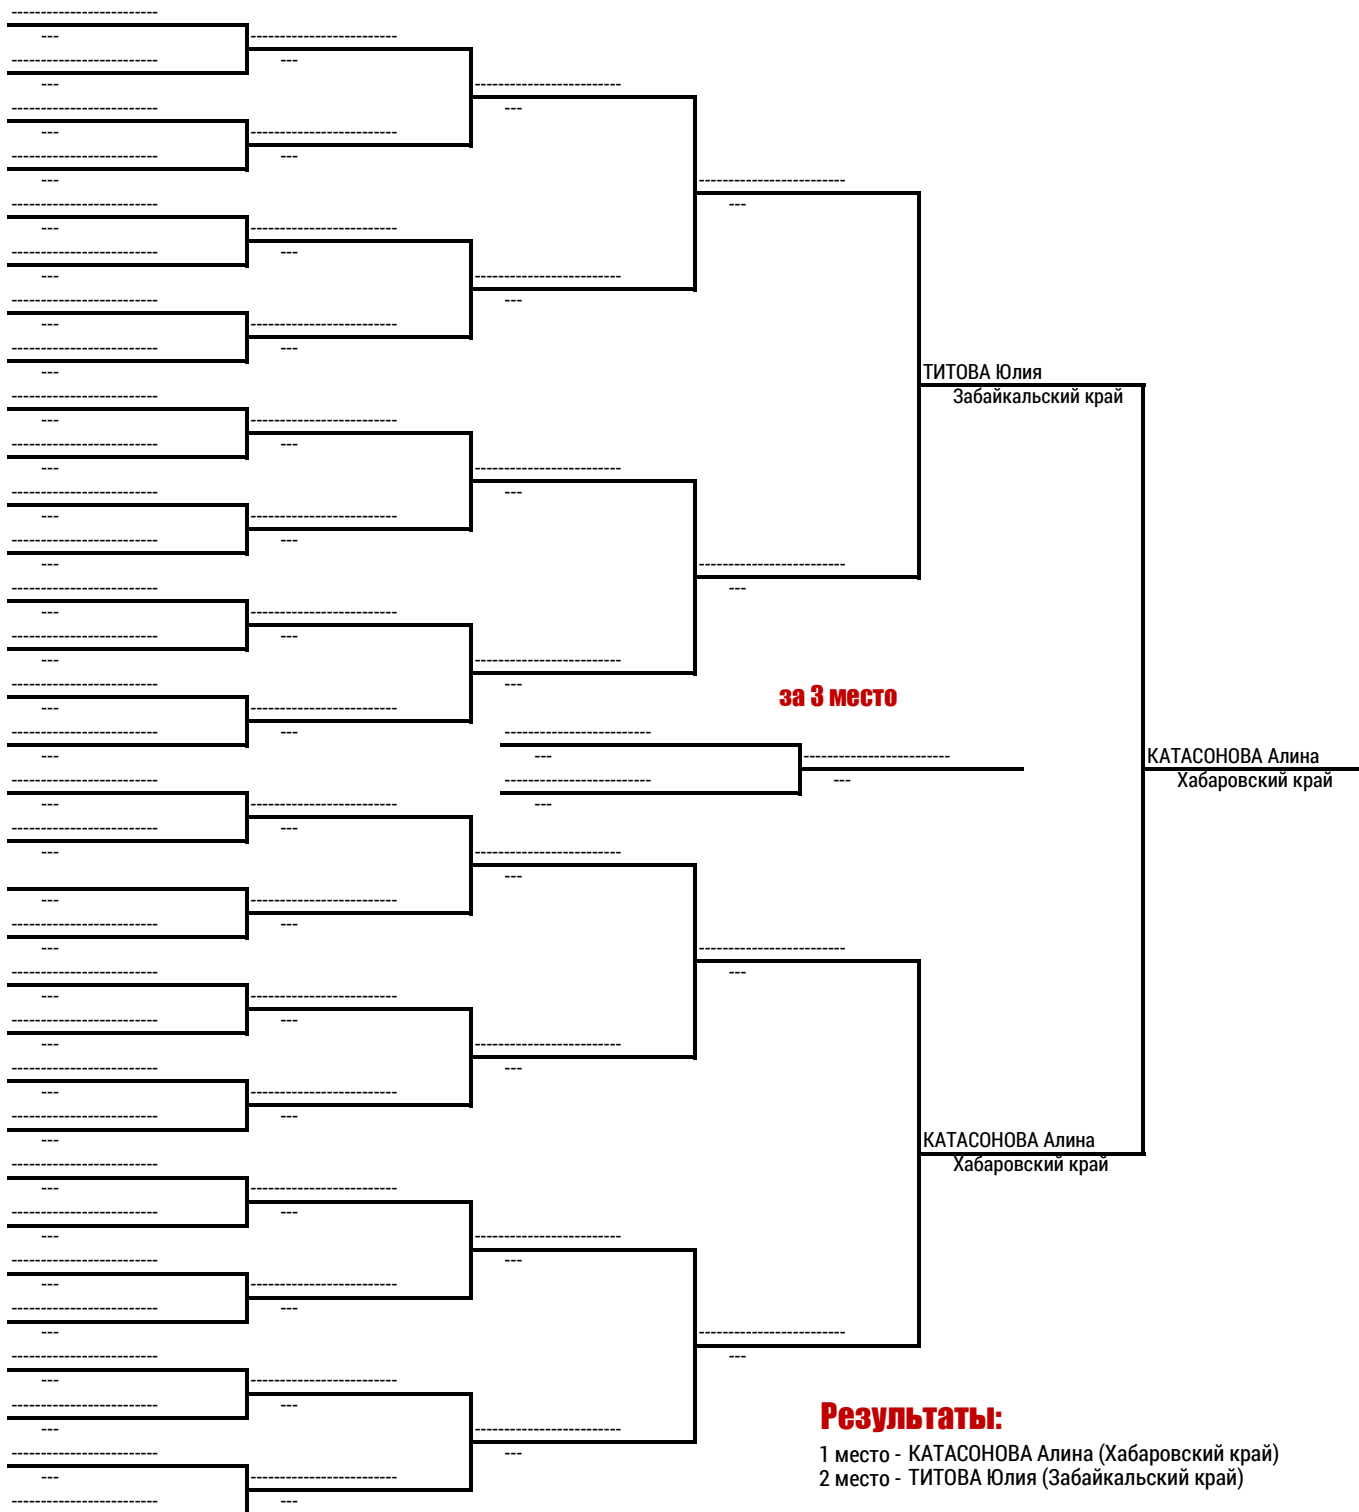 ТИТОВА Юлия
Забайкальский край
за 3 место
КАТАСОНОВА Алина
Хабаровский край
КАТАСОНОВА Алина
Хабаровский край
Результаты:
1 место - КАТАСОНОВА Алина (Хабаровский край)
2 место - ТИТОВА Юлия (Забайкальский край)